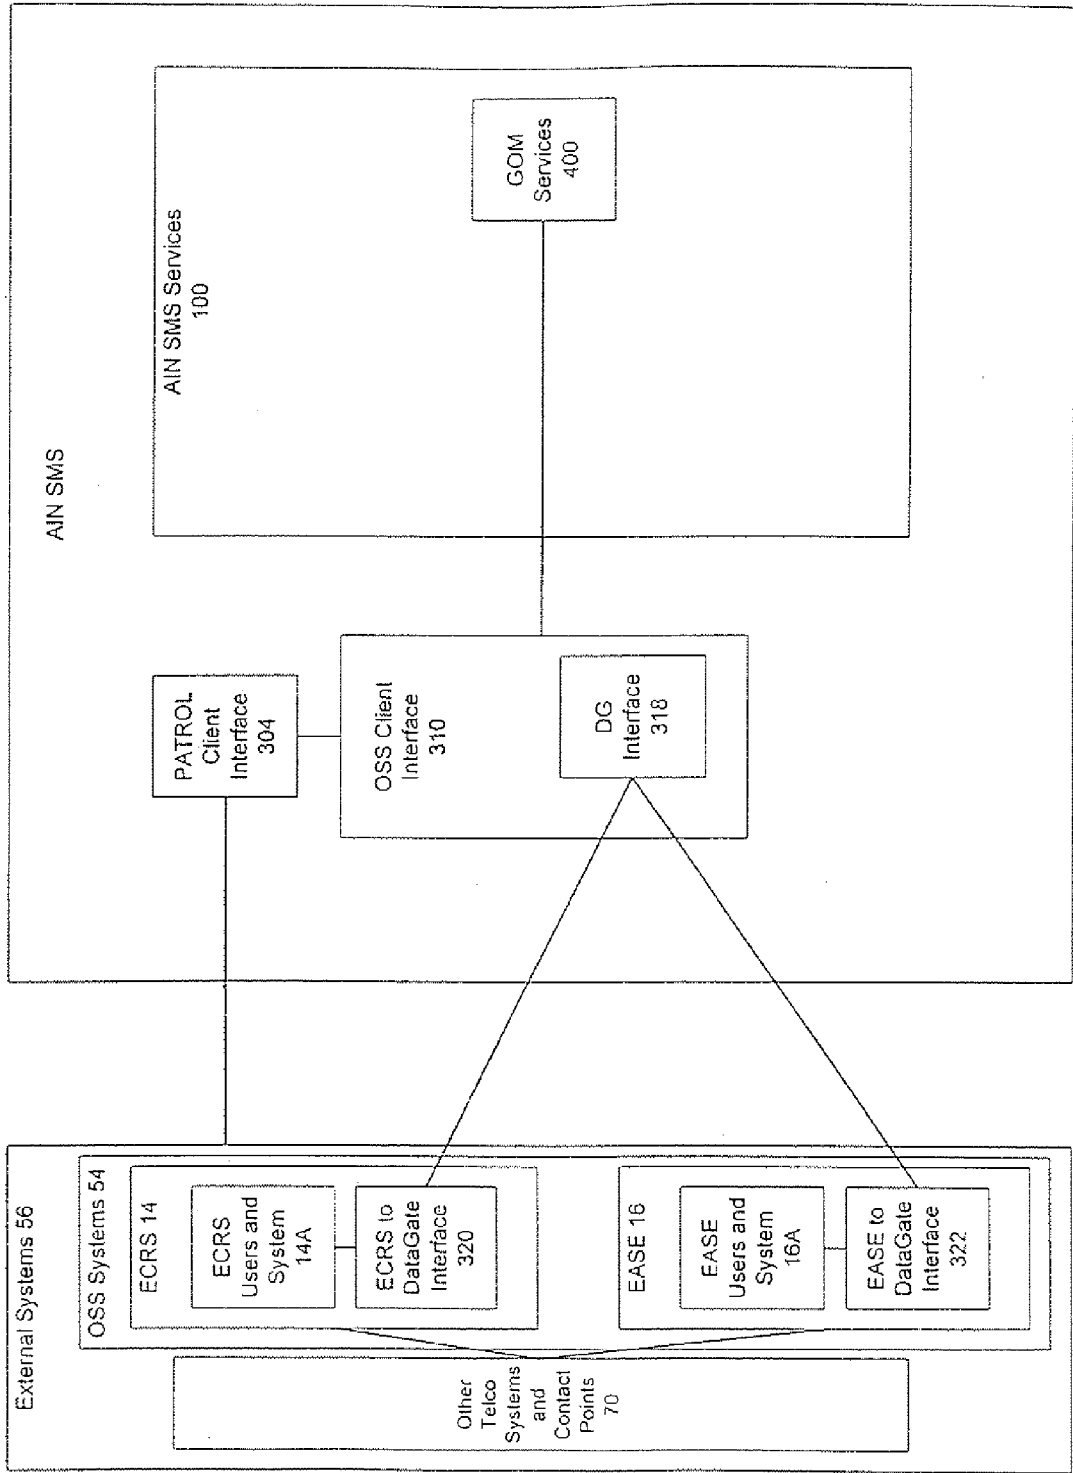 External Systems 56
OSS Systems 54
ECRS 14
ECRS
Users and
System
14A
ECRS to
DataGate
Interface
320
EASE 16
EASE
Users and
System
16A
EASE to
DataGate
Interface
322
Other
Telco
Systems
and
Contact
Points
70
AIN SMS
PATROL
Client
Interface
304
OSS Client
Interface
310
DG
Interface
318
AIN SMS Services
100
GOM
Services
400